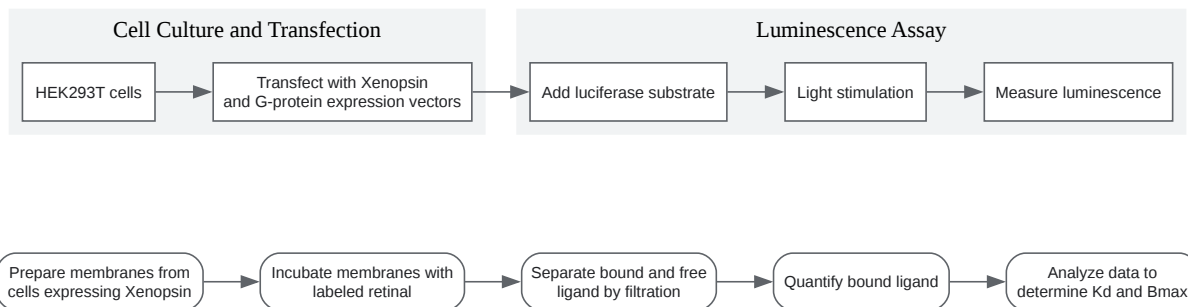 Cell Culture and Transfection
HEK293T cells
Transfect with Xenopsin
and G-protein expression vectors
Luminescence Assay
Add luciferase substrate
Light stimulation
Measure luminescence
Prepare membranes from
cells expressing Xenopsin
Incubate membranes with
labeled retinal
Separate bound and free
ligand by filtration
Quantify bound ligand
Analyze data to
determine Kd and Bmax